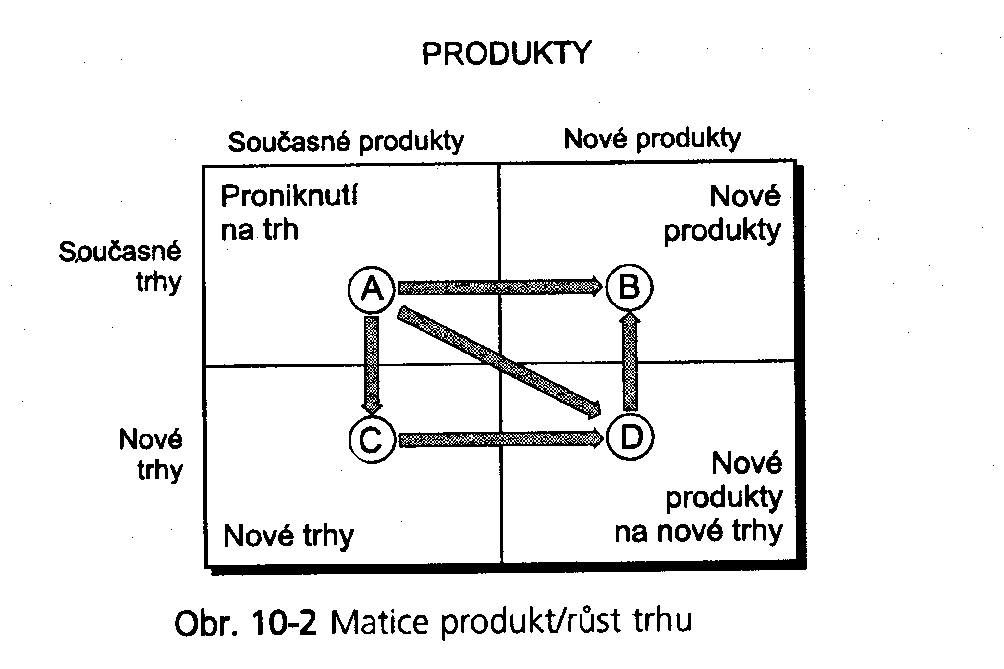 PRODUKTY
Současné produkty
Nové produkty
Proniknutí
na trh
Nové
produkty
Současné
trhy
A
B
C
D
Nové
trhy
Nové trhy
Nové
produkty
na nové trhy
Obr. 10-2 Matice produkt/růst trhu